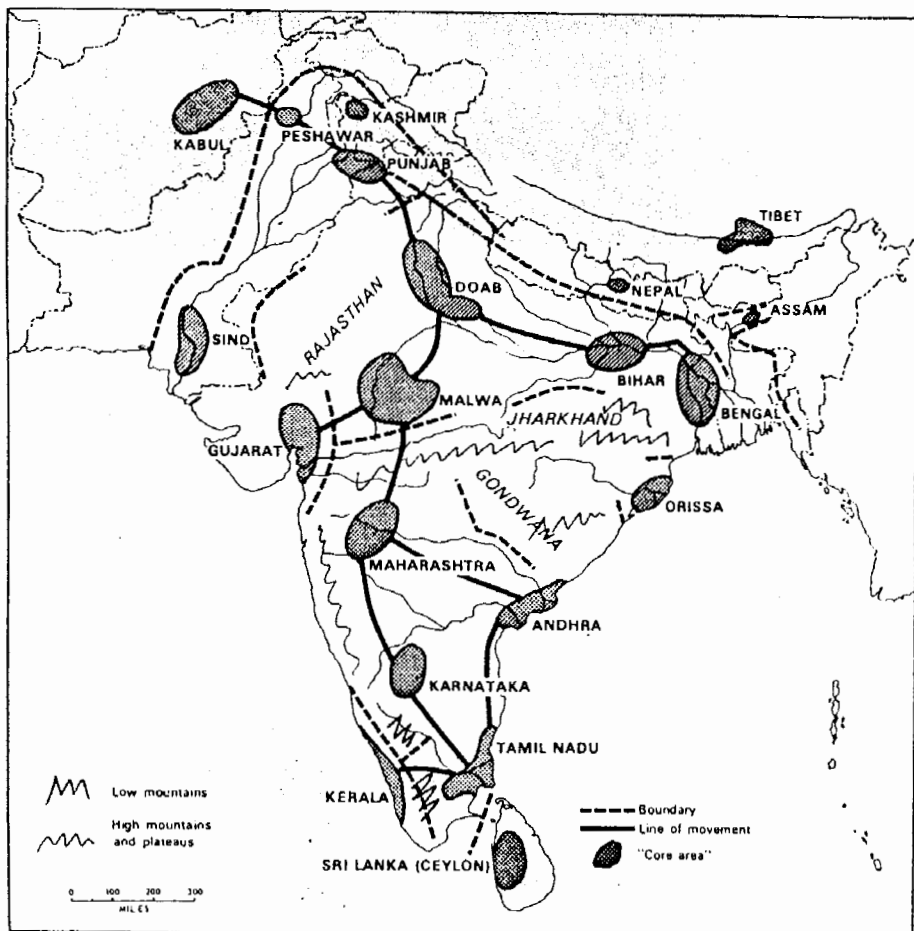 KABUL
PESHAWAR
KASHMIR
PUNJAB
TIBET
DOAB
NEPAL
ASSAM
RAJASTHAN
SIND
BIHAR
MALWA
JHARKHAND
BENGAL
GUJARAT
GONDWANA
ORISSA
MAHARASHTRA
ANDHRA
KARNATAKA
TAMIL NADU
KERALA
SRI LANKA (CEYLON)
Low mountains
High mountains
and plateaus
0 100 200 300
MILES
Boundary
Line of movement
"Core area"